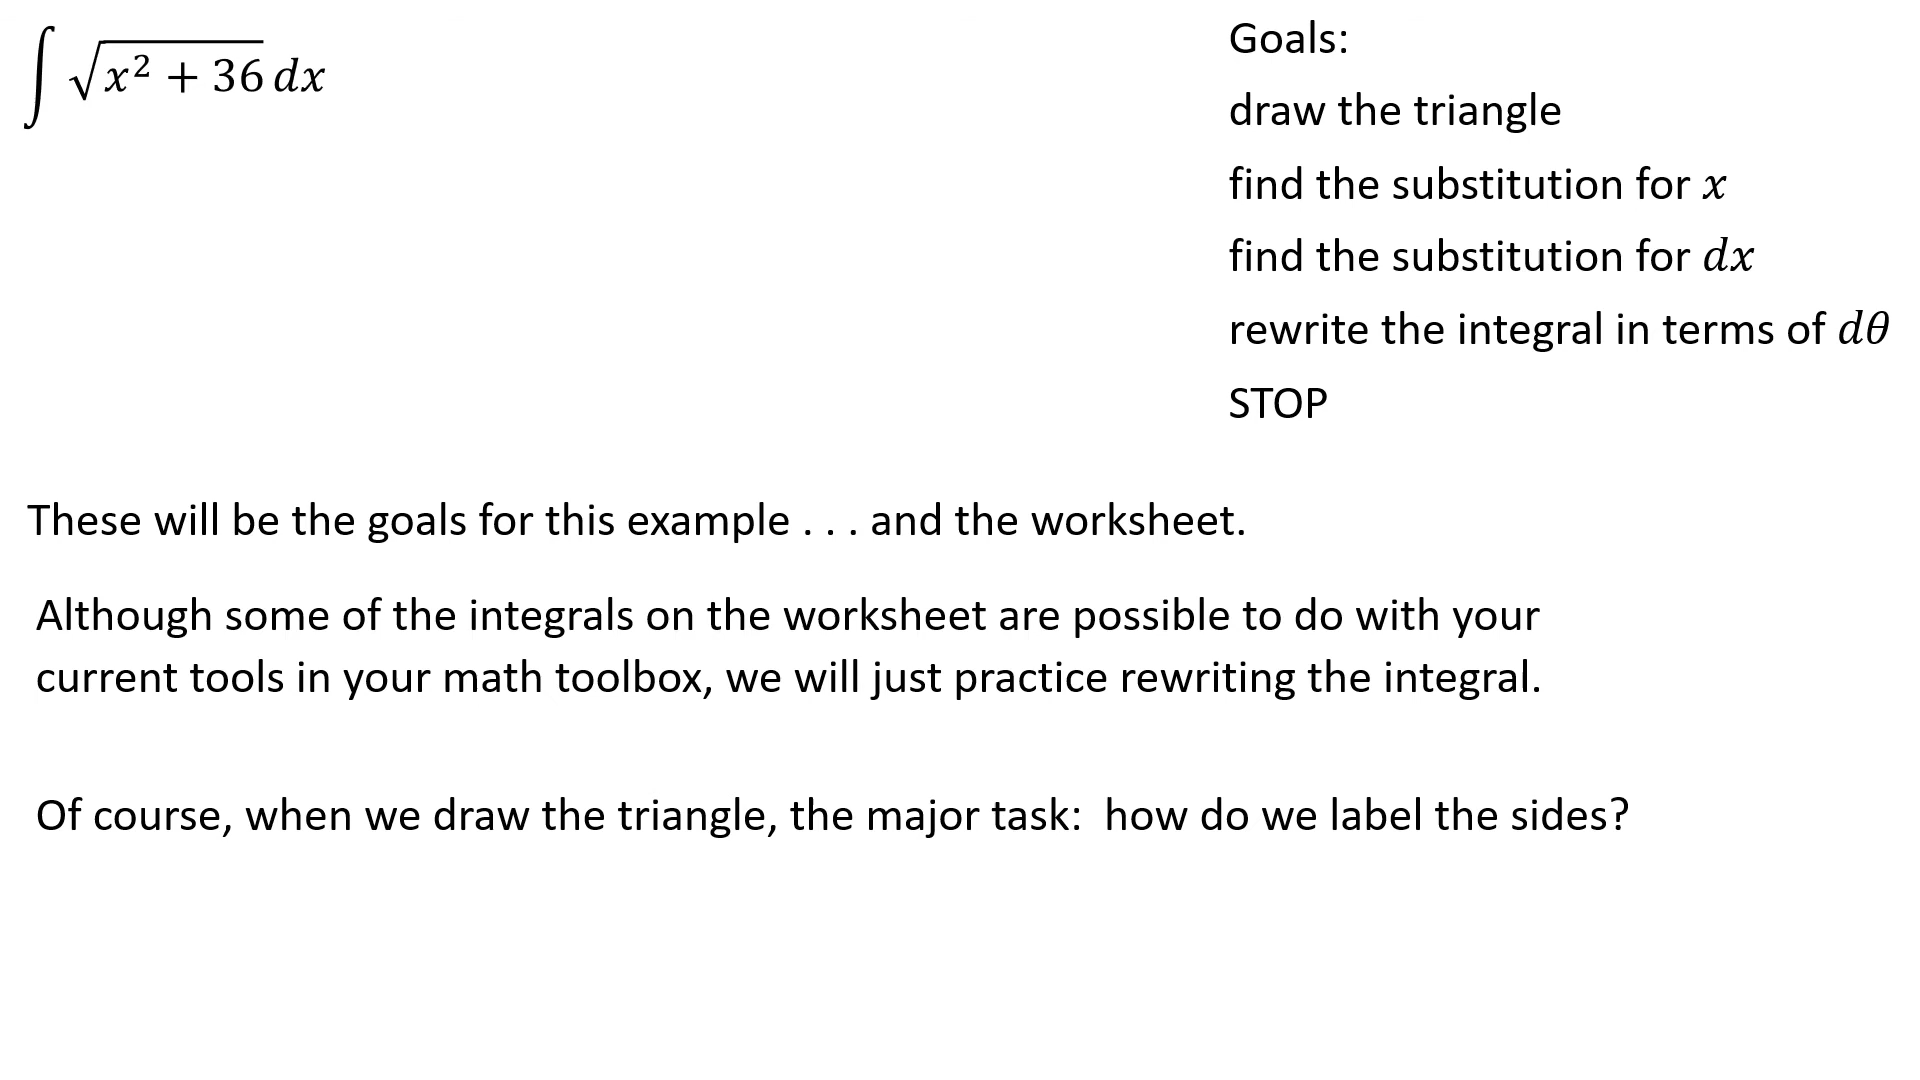 ∫ √(x² + 36) dx
Goals:
draw the triangle
find the substitution for x
find the substitution for dx
rewrite the integral in terms of dθ
STOP
These will be the goals for this example . . . and the worksheet.
Although some of the integrals on the worksheet are possible to do with your
current tools in your math toolbox, we will just practice rewriting the integral.
Of course, when we draw the triangle, the major task:  how do we label the sides?